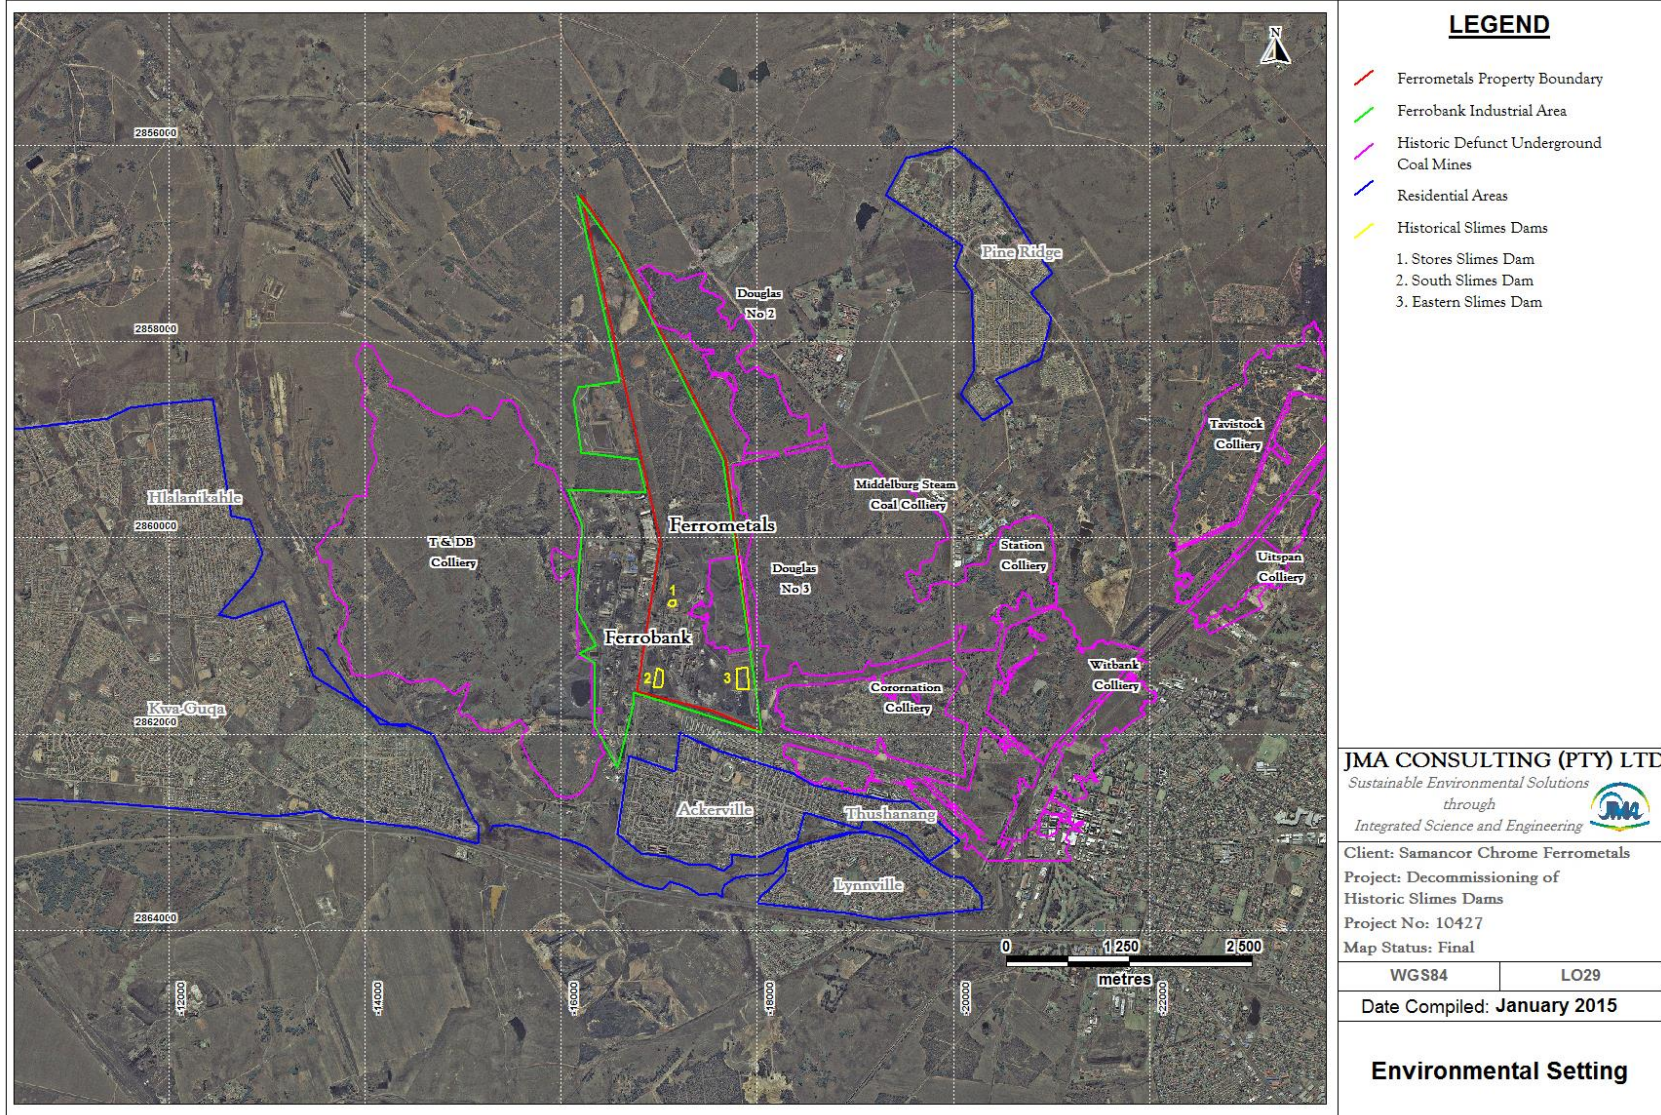 N
2856000
Pine Ridge
Douglas
No 2
2858000
Tavistock
Colliery
Hlalanikahle
Middelburg Steam
Coal Colliery
2860000
Ferrometals
T & DB
Colliery
Station
Colliery
Uitspan
Colliery
Douglas
No 3
1
Ferrobank
2
3
Witbank
Colliery
Corornation
Colliery
Kwa-Guqa
2862000
Ackerville
Thushanang
Lynnville
2864000
0 1 250 2 500
metres
-12000
-14000
-16000
-18000
-20000
-22000
LEGEND
Ferrometals Property Boundary
Ferrobank Industrial Area
Historic Defunct Underground
Coal Mines
Residential Areas
Historical Slimes Dams
1. Stores Slimes Dam
2. South Slimes Dam
3. Eastern Slimes Dam
JMA CONSULTING (PTY) LTD
Sustainable Environmental Solutions
through
Integrated Science and Engineering
JMA
Client: Samancor Chrome Ferrometals
Project: Decommissioning of
Historic Slimes Dams
Project No: 10427
Map Status: Final
WGS84 LO29
Date Compiled: January 2015
Environmental Setting